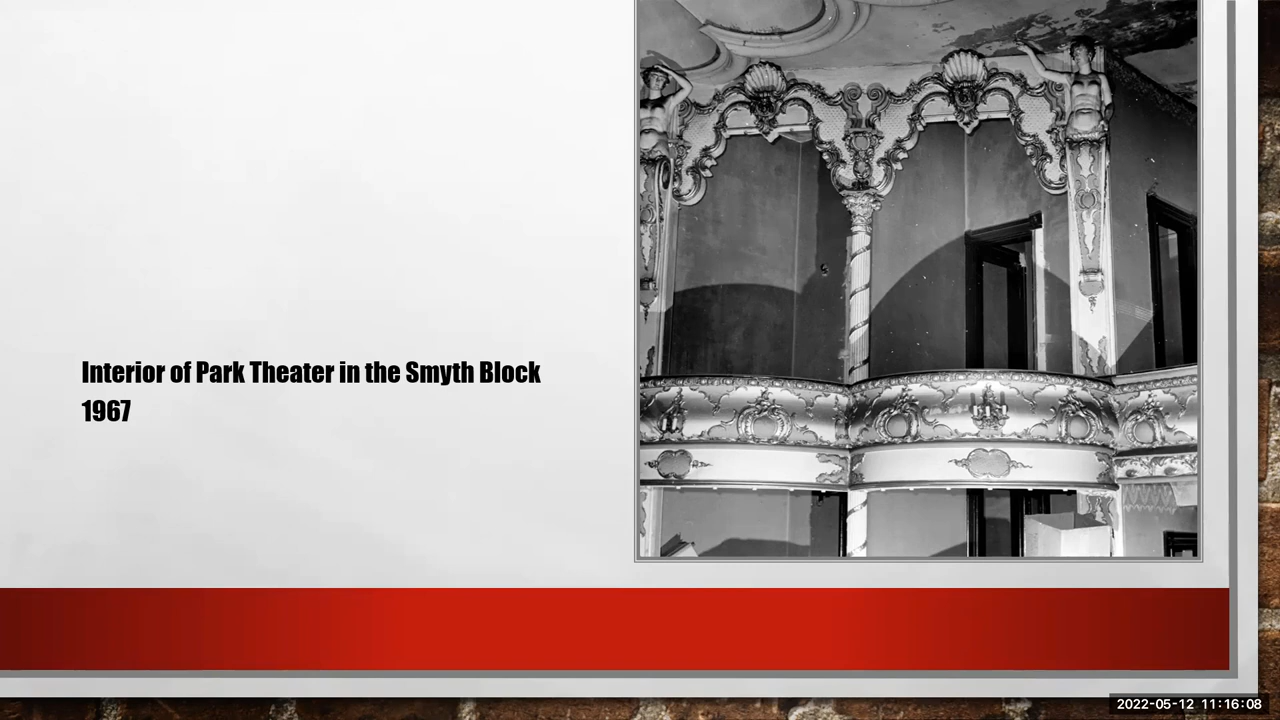 Interior of Park Theater in the Smyth Block
1967
2022-05-12 11:16:08